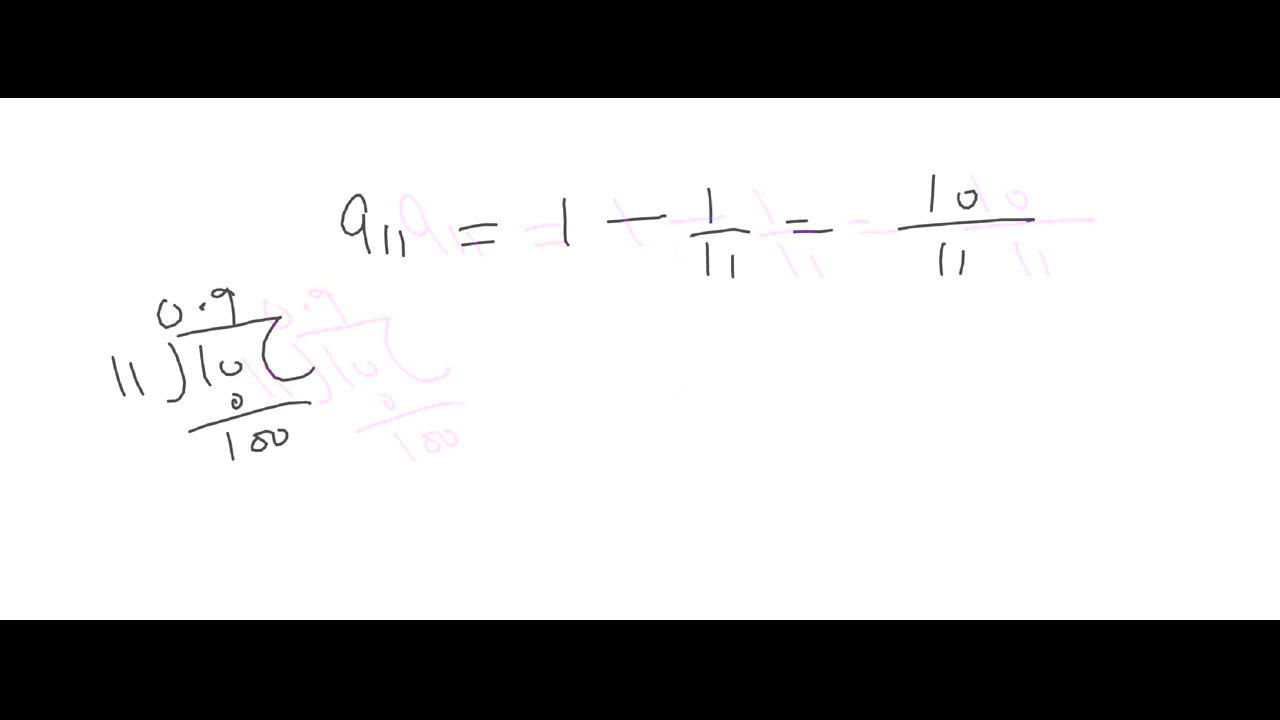 a₁₁ = 1 - 1/11 = 10/11
0.9
11 ) 10 (
0
100